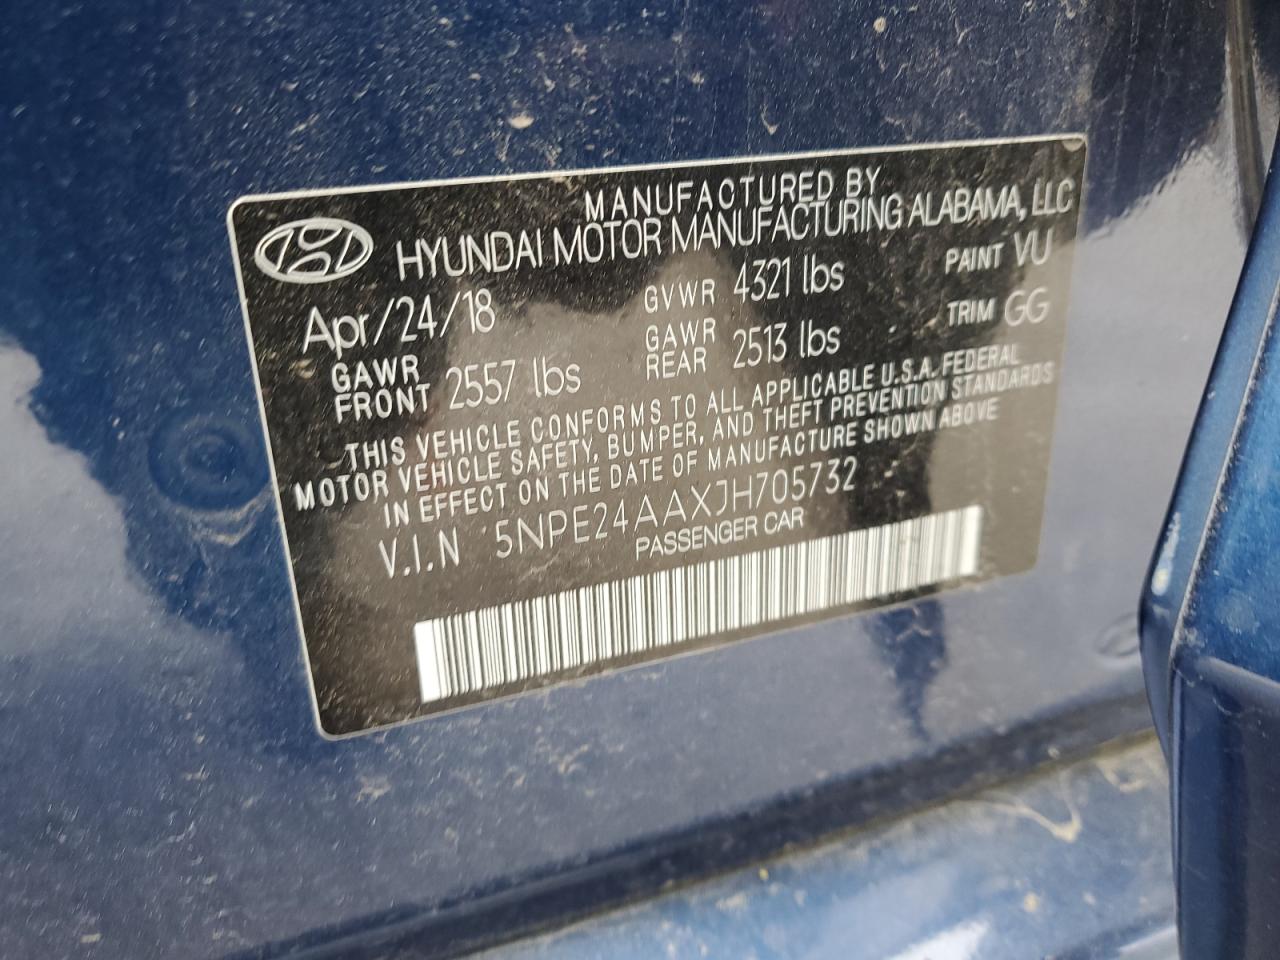 MANUFACTURED BY
HYUNDAI MOTOR MANUFACTURING ALABAMA, LLC
Apr/24/18 GVWR 4321 lbs PAINT VU
GAWR FRONT 2557 lbs GAWR REAR 2513 lbs TRIM GG
THIS VEHICLE CONFORMS TO ALL APPLICABLE U.S.A. FEDERAL
MOTOR VEHICLE SAFETY, BUMPER, AND THEFT PREVENTION STANDARDS
IN EFFECT ON THE DATE OF MANUFACTURE SHOWN ABOVE
V.I.N 5NPE24AAXJH705732
PASSENGER CAR